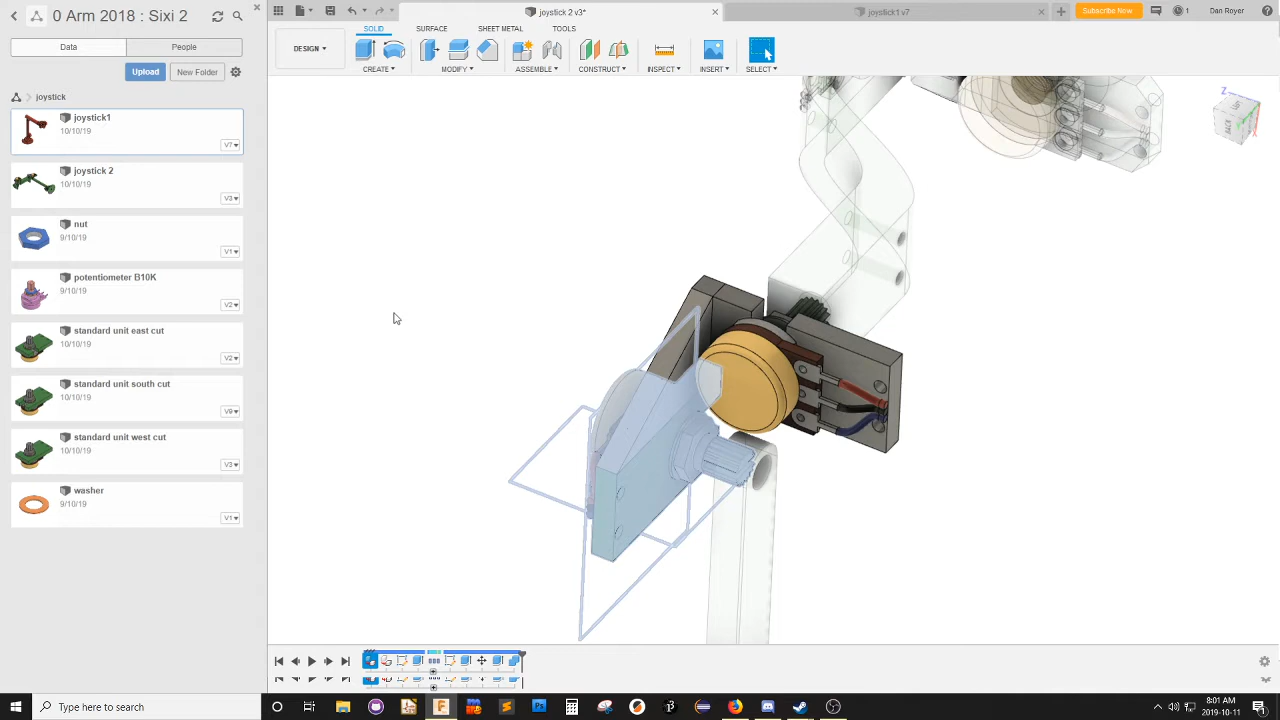 0 Arm 2018 : Sixi 2
joystick 2 v3*
joystick1 v7
Subscribe Now.
1
Dan Royer
Data
People
Upload
New Folder
joystick
DESIGN
SOLID
SURFACE
SHEET METAL
TOOLS
CREATE
MODIFY
ASSEMBLE
CONSTRUCT
INSPECT
INSERT
SELECT
Z
joystick1
10/10/19
V7
joystick 2
10/10/19
V3
nut
9/10/19
V1
potentiometer B10K
9/10/19
V2
standard unit east cut
10/10/19
V2
standard unit south cut
10/10/19
V9
standard unit west cut
10/10/19
V3
washer
9/10/19
V1
Type here to search
8:01 AM
2019-10-11